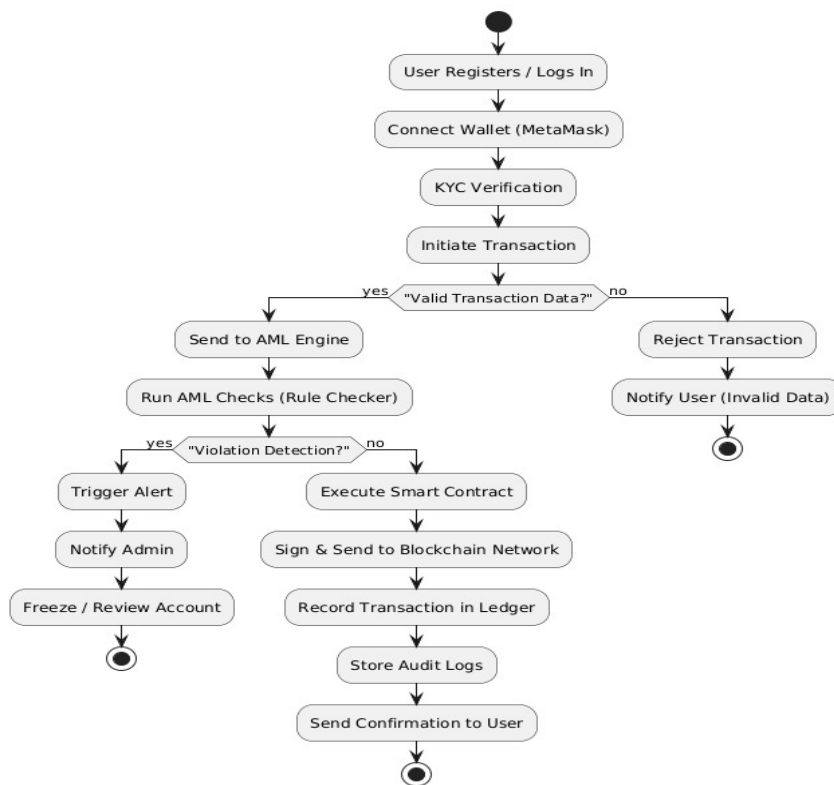 User Registers / Logs In
Connect Wallet (MetaMask)
KYC Verification
Initiate Transaction
yes
"Valid Transaction Data?"
no
Send to AML Engine
Reject Transaction
Run AML Checks (Rule Checker)
Notify User (Invalid Data)
yes
"Violation Detection?"
no
Trigger Alert
Execute Smart Contract
Notify Admin
Sign & Send to Blockchain Network
Freeze / Review Account
Record Transaction in Ledger
Store Audit Logs
Send Confirmation to User